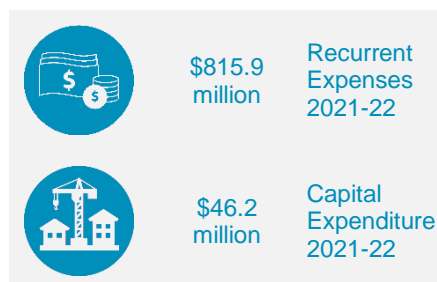 $815.9
million
Recurrent
Expenses
2021-22
$
$
$46.2
million
Capital
Expenditure
2021-22